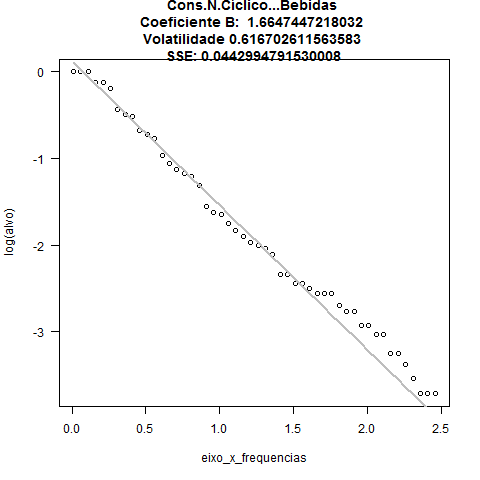 Cons.N.Ciclico...Bebidas
Coeficiente B:  1.6647447218032
Volatilidade 0.616702611563583
SSE: 0.0442994791530008
log(alvo)
0
-1
-2
-3
0.0 0.5 1.0 1.5 2.0 2.5
eixo_x_frequencias